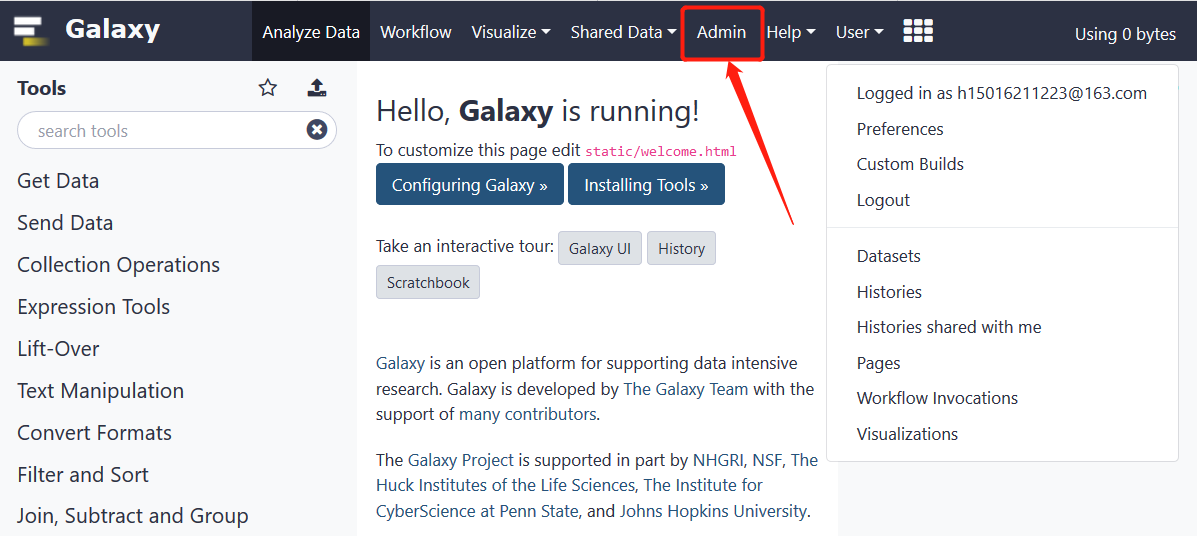 Galaxy
Analyze Data
Workflow
Visualize
Shared Data
Admin
Help
User
Using 0 bytes
Tools
search tools
Get Data
Send Data
Collection Operations
Expression Tools
Lift-Over
Text Manipulation
Convert Formats
Filter and Sort
Join, Subtract and Group
Hello, Galaxy is running!
To customize this page edit static/welcome.html
Configuring Galaxy »
Installing Tools »
Take an interactive tour: Galaxy UI History
Scratchbook
Galaxy is an open platform for supporting data intensive
research. Galaxy is developed by The Galaxy Team with the
support of many contributors.
The Galaxy Project is supported in part by NHGRI, NSF, The
Huck Institutes of the Life Sciences, The Institute for
CyberScience at Penn State, and Johns Hopkins University.
Logged in as h15016211223@163.com
Preferences
Custom Builds
Logout
Datasets
Histories
Histories shared with me
Pages
Workflow Invocations
Visualizations